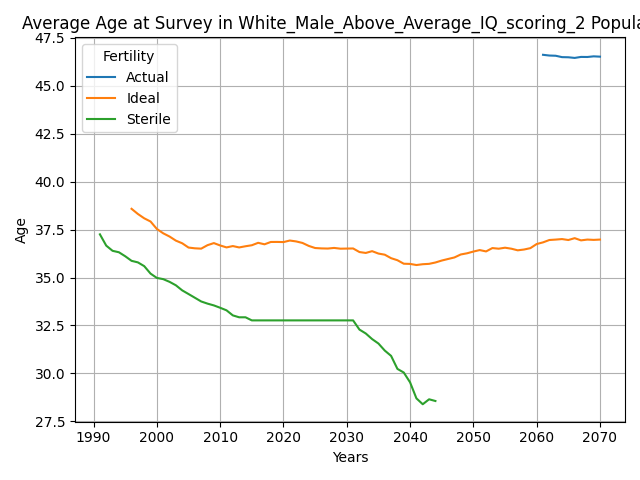 Average Age at Survey in White_Male_Above_Average_IQ_scoring_2 Popula
47.5
45.0
42.5
40.0
37.5
35.0
32.5
30.0
27.5
Age
Fertility
Actual
Ideal
Sterile
1990 2000 2010 2020 2030 2040 2050 2060 2070
Years